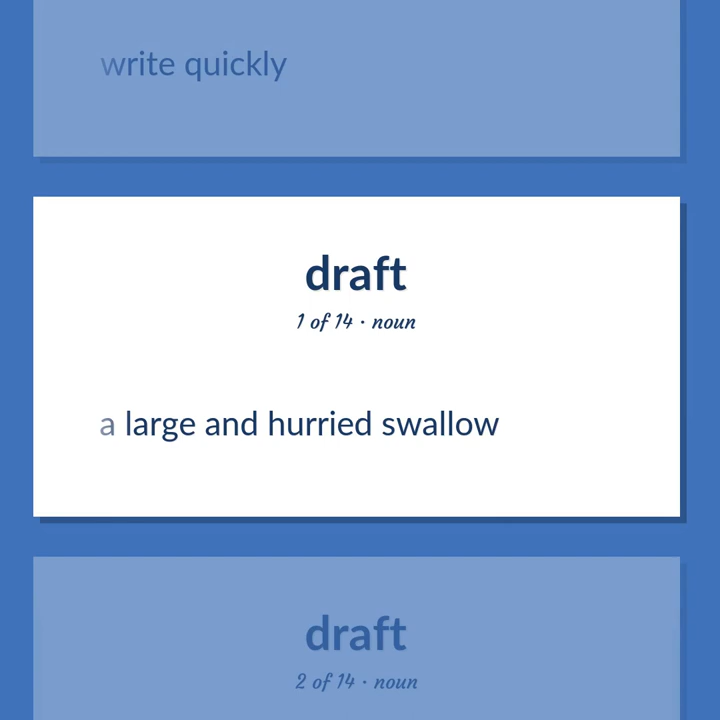 write quickly
draft
1 of 14 · noun
a large and hurried swallow
draft
2 of 14 · noun